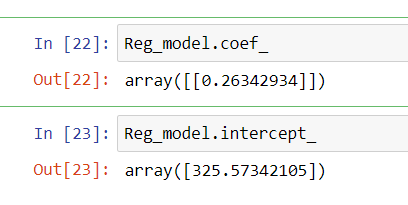 In [22]: Reg_model.coef_
Out[22]: array([[0.26342934]])
In [23]: Reg_model.intercept_
Out[23]: array([325.57342105])